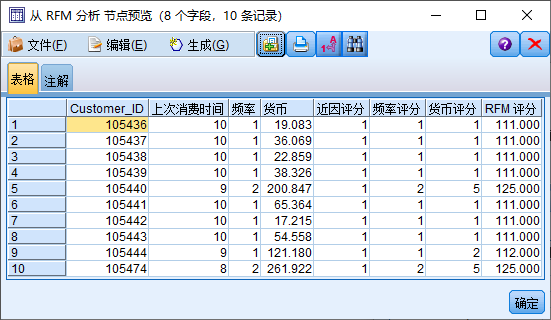 从 RFM 分析 节点预览（8 个字段，10 条记录）
文件(F) 编辑(E) 生成(G)
表格 注解
Customer_ID 上次消费时间 频率 货币 近因评分 频率评分 货币评分 RFM 评分
1 105436 10 1 19.083 1 1 1 111.000
2 105437 10 1 36.069 1 1 1 111.000
3 105438 10 1 22.859 1 1 1 111.000
4 105439 10 1 38.326 1 1 1 111.000
5 105440 9 2 200.847 1 2 5 125.000
6 105441 10 1 65.364 1 1 1 111.000
7 105442 10 1 17.215 1 1 1 111.000
8 105443 10 1 54.558 1 1 1 111.000
9 105444 9 1 121.180 1 1 2 112.000
10 105474 8 2 261.922 1 2 5 125.000
确定